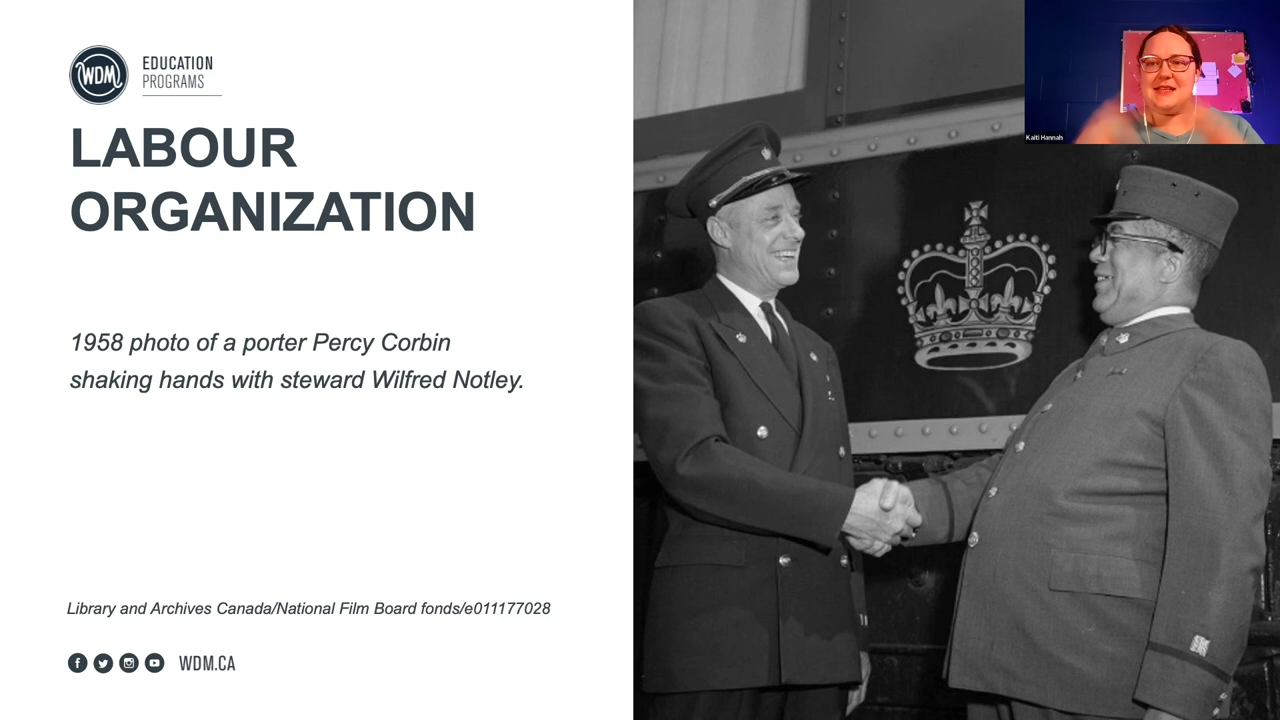 WDM
EDUCATION
PROGRAMS
LABOUR
ORGANIZATION
1958 photo of a porter Percy Corbin
shaking hands with steward Wilfred Notley.
Library and Archives Canada/National Film Board fonds/e011177028
WDM.CA
Kaiti Hannah